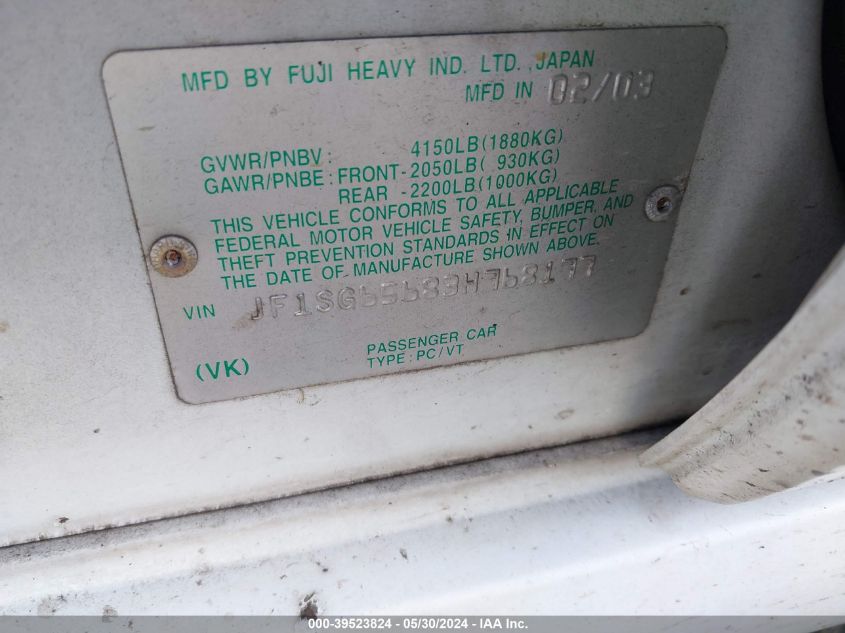 MFD BY FUJI HEAVY IND. LTD., JAPAN
MFD IN 02/03
GVWR/PNBV : 4150LB(1880KG)
GAWR/PNBE : FRONT-2050LB( 930KG)
REAR -2200LB(1000KG)
THIS VEHICLE CONFORMS TO ALL APPLICABLE
FEDERAL MOTOR VEHICLE SAFETY, BUMPER, AND
THEFT PREVENTION STANDARDS IN EFFECT ON
THE DATE OF MANUFACTURE SHOWN ABOVE.
VIN JF1SG65683H768177
PASSENGER CAR
(VK) TYPE : PC/VT
000-39523824 - 05/30/2024 - IAA Inc.